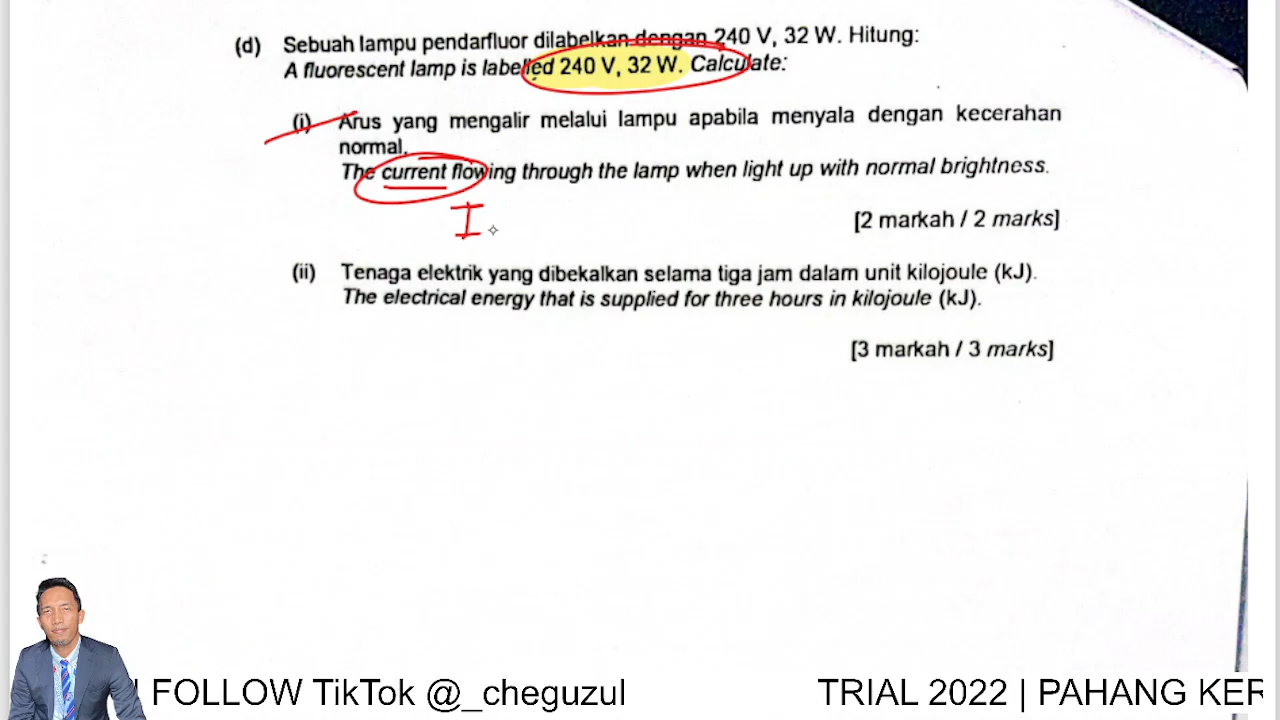 (d) Sebuah lampu pendarfluor dilabelkan dengan 240 V, 32 W. Hitung:
A fluorescent lamp is labelled 240 V, 32 W. Calculate:
(i) Arus yang mengalir melalui lampu apabila menyala dengan kecerahan
normal.
The current flowing through the lamp when light up with normal brightness.
I
[2 markah / 2 marks]
(ii) Tenaga elektrik yang dibekalkan selama tiga jam dalam unit kilojoule (kJ).
The electrical energy that is supplied for three hours in kilojoule (kJ).
[3 markah / 3 marks]
FOLLOW TikTok @_cheguzul
TRIAL 2022 | PAHANG KER